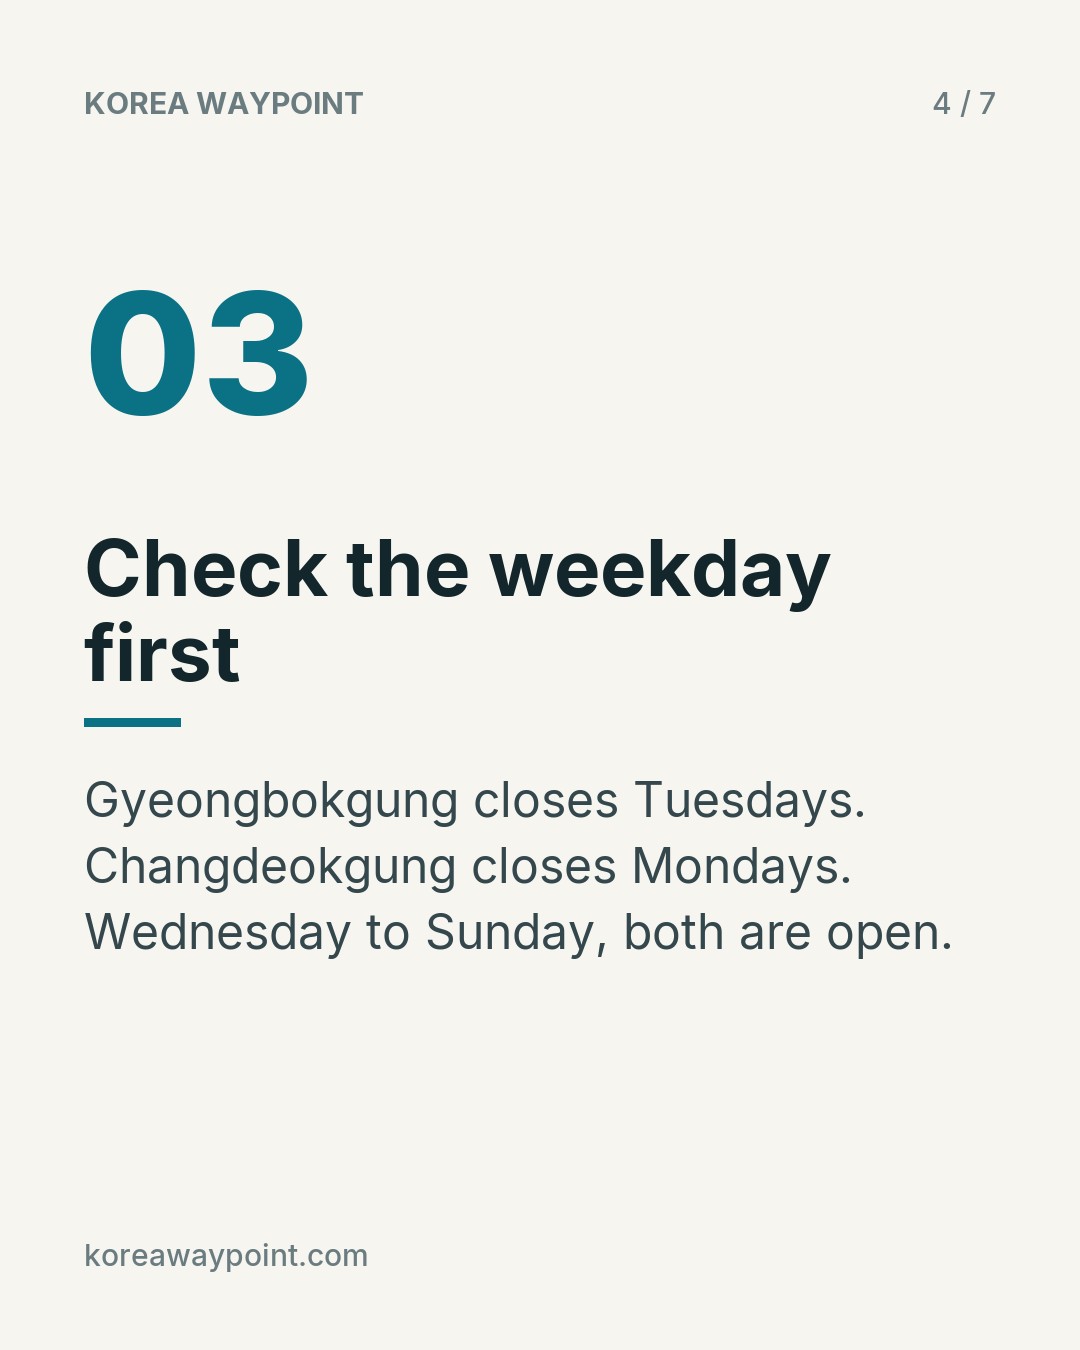 KOREA WAYPOINT
4 / 7
03
Check the weekday
first
Gyeongbokgung closes Tuesdays.
Changdeokgung closes Mondays.
Wednesday to Sunday, both are open.
koreawaypoint.com